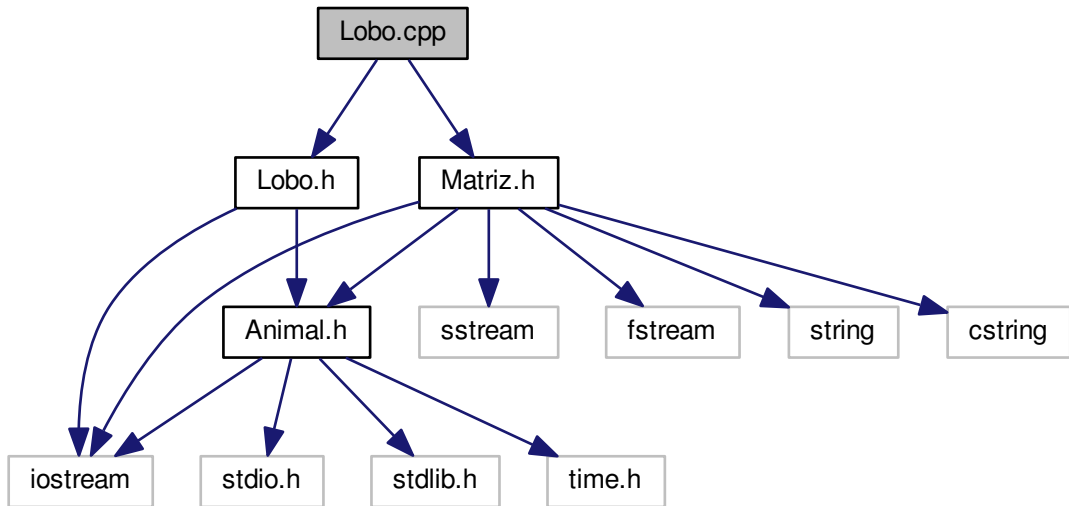 Lobo.cpp
Lobo.h
Matriz.h
Animal.h
sstream
fstream
string
cstring
iostream
stdio.h
stdlib.h
time.h